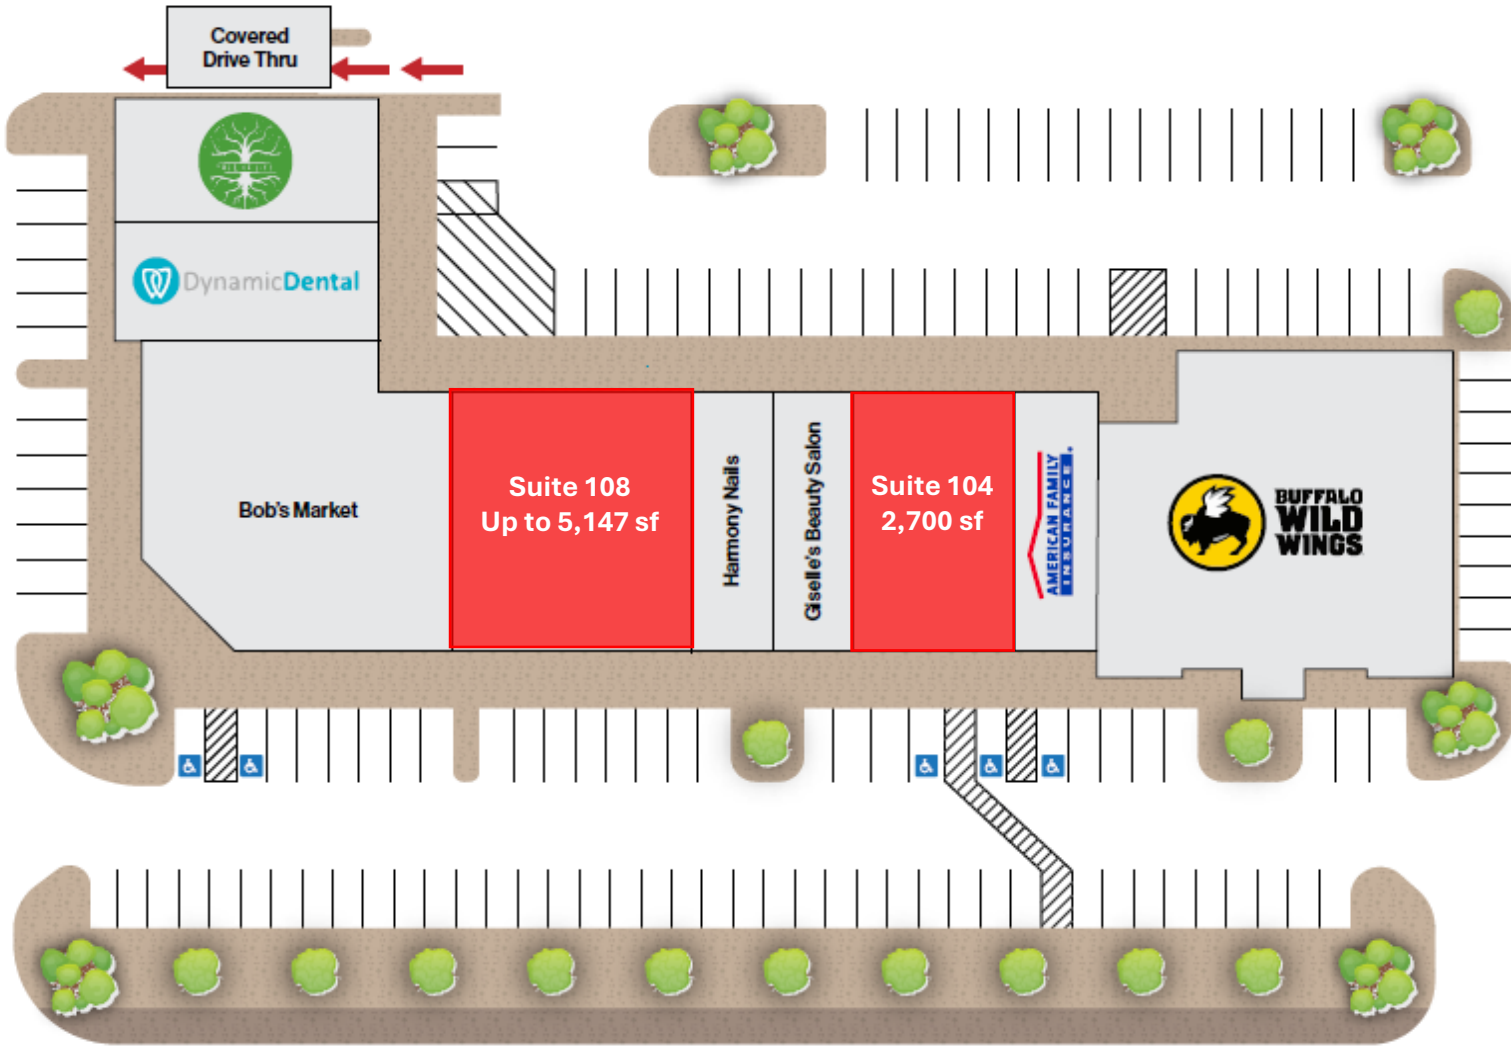 Covered
Drive Thru
DynamicDental
Bob's Market
Suite 108
Up to 5,147 sf
Harmony Nails
Giselle's Beauty Salon
Suite 104
2,700 sf
AMERICAN FAMILY
INSURANCE
BUFFALO
WILD
WINGS